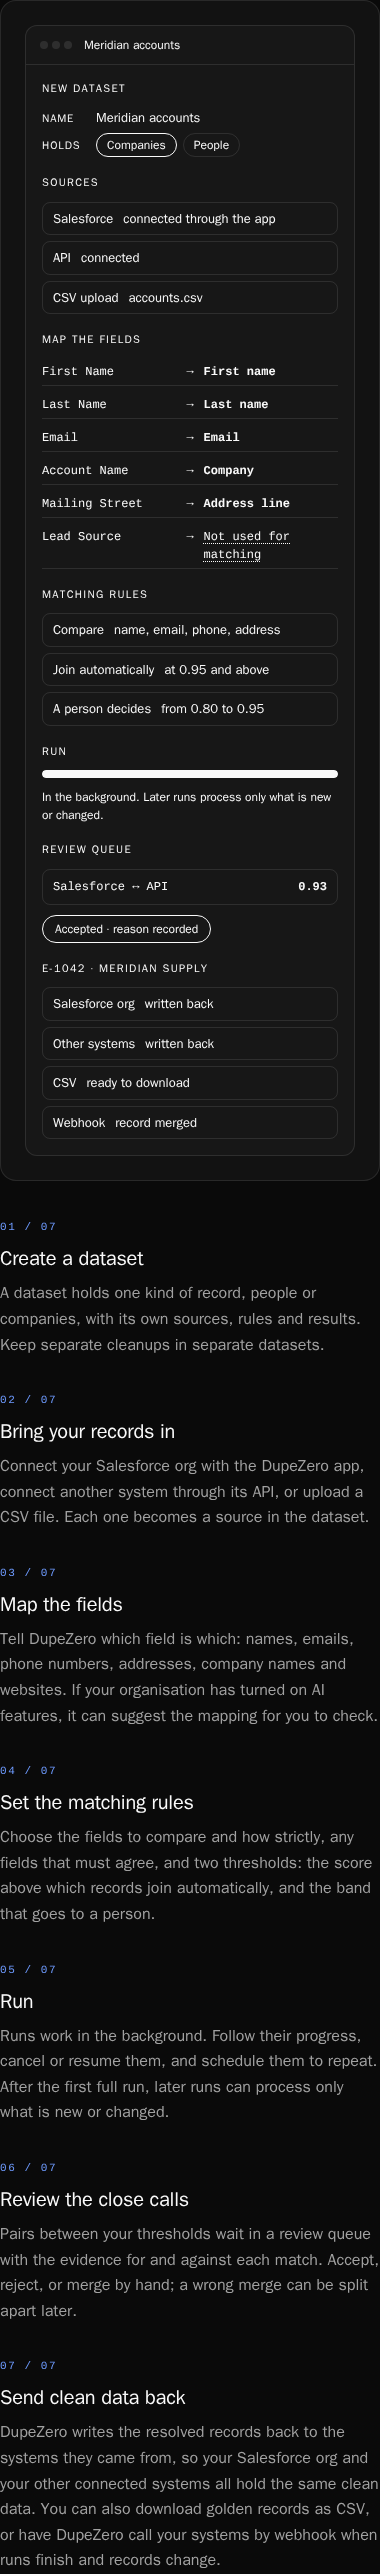 Meridian accounts
NEW DATASET
NAME Meridian accounts
HOLDS Companies People
SOURCES
Salesforce connected through the app
API connected
CSV upload accounts.csv
MAP THE FIELDS
First Name → First name
Last Name → Last name
Email → Email
Account Name → Company
Mailing Street → Address line
Lead Source → Not used for
matching
MATCHING RULES
Compare name, email, phone, address
Join automatically at 0.95 and above
A person decides from 0.80 to 0.95
RUN
In the background. Later runs process only what is new
or changed.
REVIEW QUEUE
Salesforce ↔ API 0.93
Accepted · reason recorded
E-1042 · MERIDIAN SUPPLY
Salesforce org written back
Other systems written back
CSV ready to download
Webhook record merged
01 / 07
Create a dataset
A dataset holds one kind of record, people or
companies, with its own sources, rules and results.
Keep separate cleanups in separate datasets.
02 / 07
Bring your records in
Connect your Salesforce org with the DupeZero app,
connect another system through its API, or upload a
CSV file. Each one becomes a source in the dataset.
03 / 07
Map the fields
Tell DupeZero which field is which: names, emails,
phone numbers, addresses, company names and
websites. If your organisation has turned on AI
features, it can suggest the mapping for you to check.
04 / 07
Set the matching rules
Choose the fields to compare and how strictly, any
fields that must agree, and two thresholds: the score
above which records join automatically, and the band
that goes to a person.
05 / 07
Run
Runs work in the background. Follow their progress,
cancel or resume them, and schedule them to repeat.
After the first full run, later runs can process only
what is new or changed.
06 / 07
Review the close calls
Pairs between your thresholds wait in a review queue
with the evidence for and against each match. Accept,
reject, or merge by hand; a wrong merge can be split
apart later.
07 / 07
Send clean data back
DupeZero writes the resolved records back to the
systems they came from, so your Salesforce org and
your other connected systems all hold the same clean
data. You can also download golden records as CSV,
or have DupeZero call your systems by webhook when
runs finish and records change.